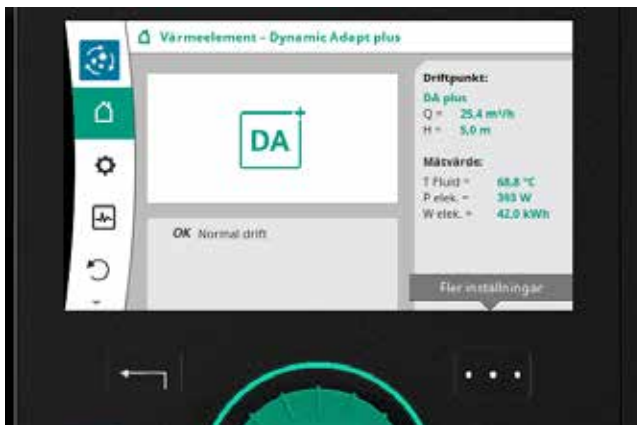 Värmeelement - Dynamic Adapt plus
DA+
OK Normal drift
Driftpunkt:
DA plus
Q = 25,4 m³/h
H = 5,0 m
Mätvärde:
T Fluid = 68,8 °C
P elek. = 393 W
W elek. = 42,0 kWh
Fler inställningar